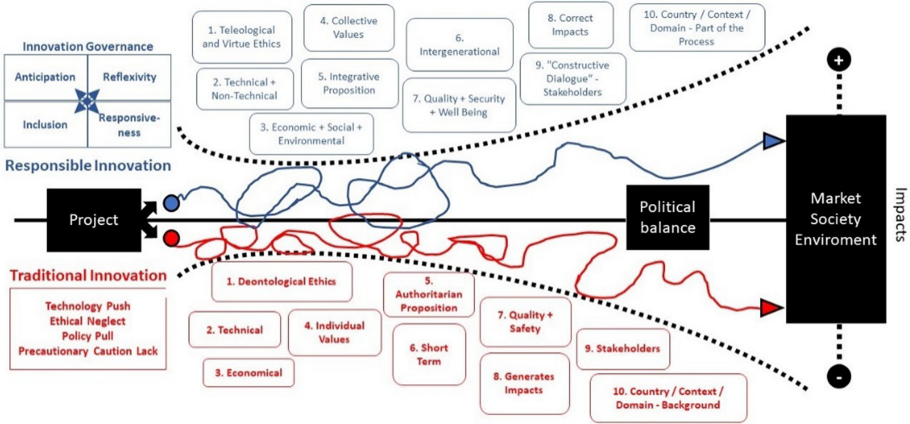 Innovation Governance
Anticipation
Reflexivity
Inclusion
Responsive-
ness
Responsible Innovation
1. Teleological
and Virtue Ethics
2. Technical +
Non-Technical
3. Economic + Social +
Environmental
4. Collective
Values
5. Integrative
Proposition
6.
Intergenerational
7. Quality + Security
+ Well Being
8. Correct
Impacts
9. "Constructive
Dialogue" -
Stakeholders
10. Country / Context /
Domain - Part of the
Process
+
Project
Political
balance
Market
Society
Enviroment
Impacts
Traditional Innovation
Technology Push
Ethical Neglect
Policy Pull
Precautionary Caution Lack
1. Deontological Ethics
2. Technical
3. Economical
4. Individual
Values
5.
Authoritarian
Proposition
6. Short
Term
7. Quality +
Safety
8. Generates
Impacts
9. Stakeholders
10. Country / Context /
Domain - Background
-